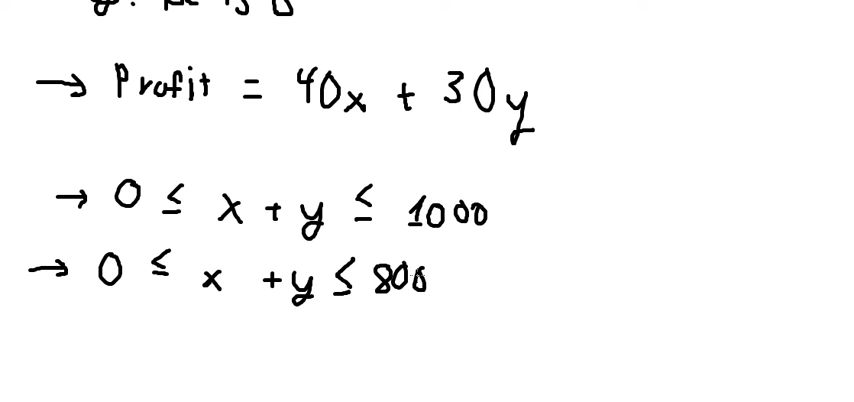 → Profit = 40x + 30y
→ 0 ≤ x + y ≤ 1000
→ 0 ≤ x + y ≤ 800